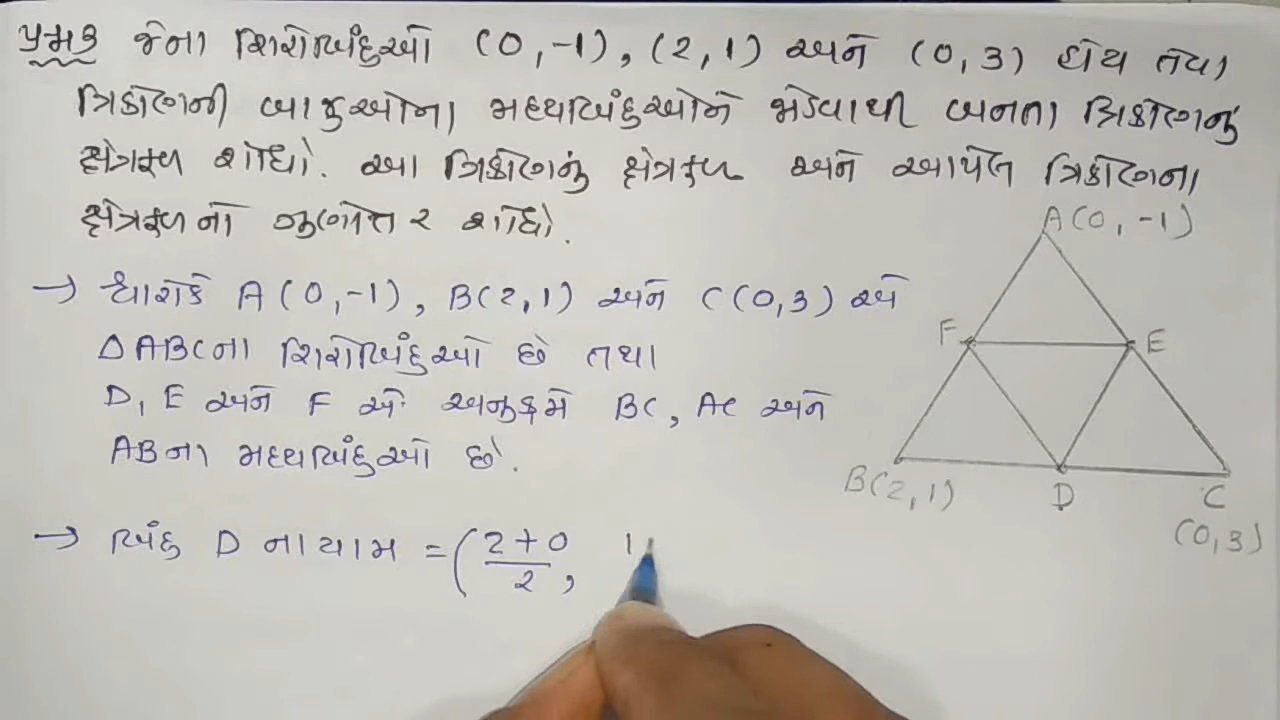 પ્રશ્ન 3 જેના શિરોબિંદુઓ (0, -1), (2, 1) અને (0, 3) હોય તેવા
ત્રિકોણની બાજુઓના મધ્યબિંદુઓને જોડવાથી બનતા ત્રિકોણનું
ક્ષેત્રફળ શોધો. આ ત્રિકોણનું ક્ષેત્રફળ અને આપેલ ત્રિકોણના
ક્ષેત્રફળનો ગુણોત્તર શોધો.
→ ધારોકે A(0,-1), B(2,1) અને C(0,3) એ
ΔABCના શિરોબિંદુઓ છે તથા
D, E અને F એ અનુક્રમે BC, AC અને
ABના મધ્યબિંદુઓ છે.
→ બિંદુ D નાયામ = (2+0/2, 1
A(0, -1)
F
E
B(2,1)
D
C
(0,3)